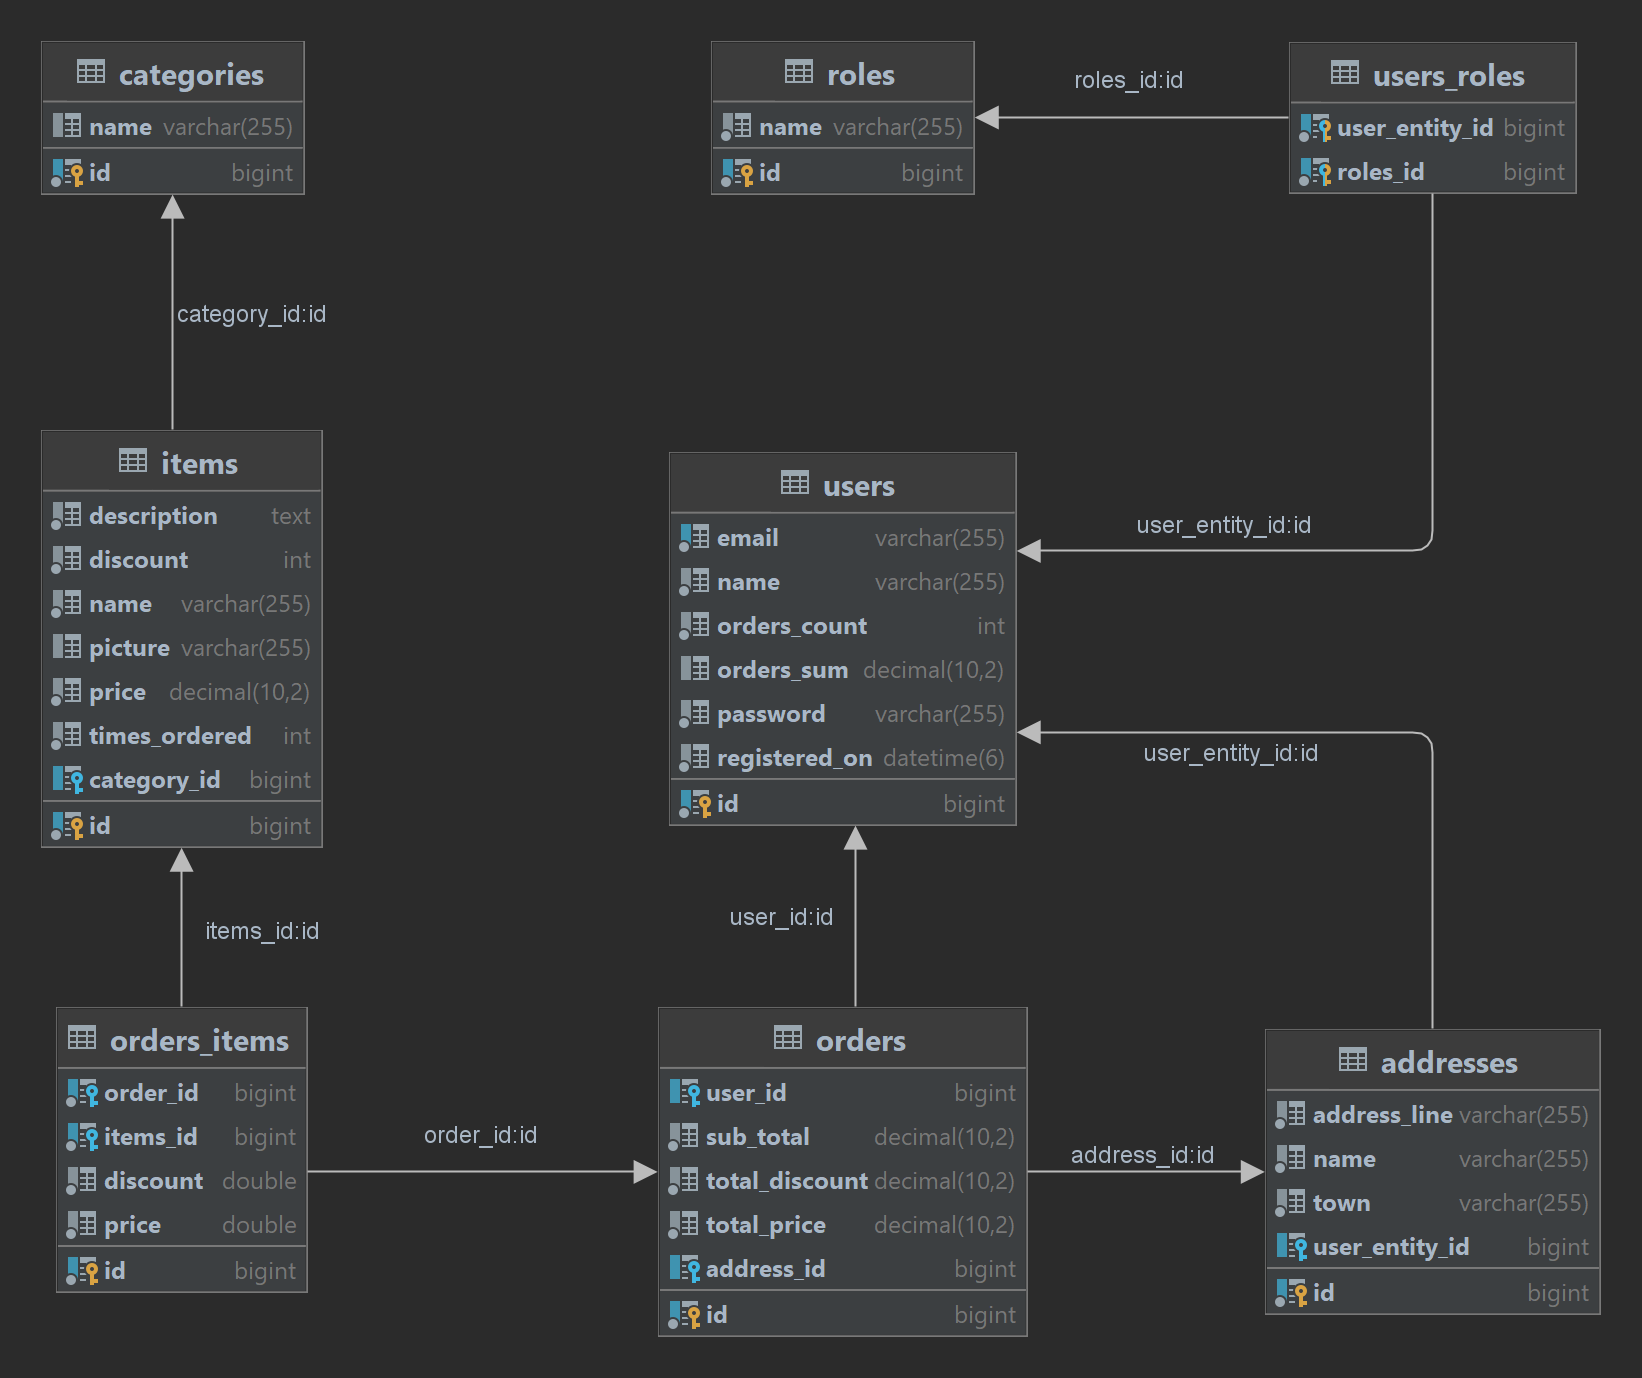 categories
name varchar(255)
id bigint
roles
name varchar(255)
id bigint
roles_id:id
users_roles
user_entity_id bigint
roles_id bigint
category_id:id
items
description text
discount int
name varchar(255)
picture varchar(255)
price decimal(10,2)
times_ordered int
category_id bigint
id bigint
users
email varchar(255)
name varchar(255)
orders_count int
orders_sum decimal(10,2)
password varchar(255)
registered_on datetime(6)
id bigint
user_entity_id:id
user_entity_id:id
items_id:id
user_id:id
orders_items
order_id bigint
items_id bigint
discount double
price double
id bigint
order_id:id
orders
user_id bigint
sub_total decimal(10,2)
total_discount decimal(10,2)
total_price decimal(10,2)
address_id bigint
id bigint
address_id:id
addresses
address_line varchar(255)
name varchar(255)
town varchar(255)
user_entity_id bigint
id bigint